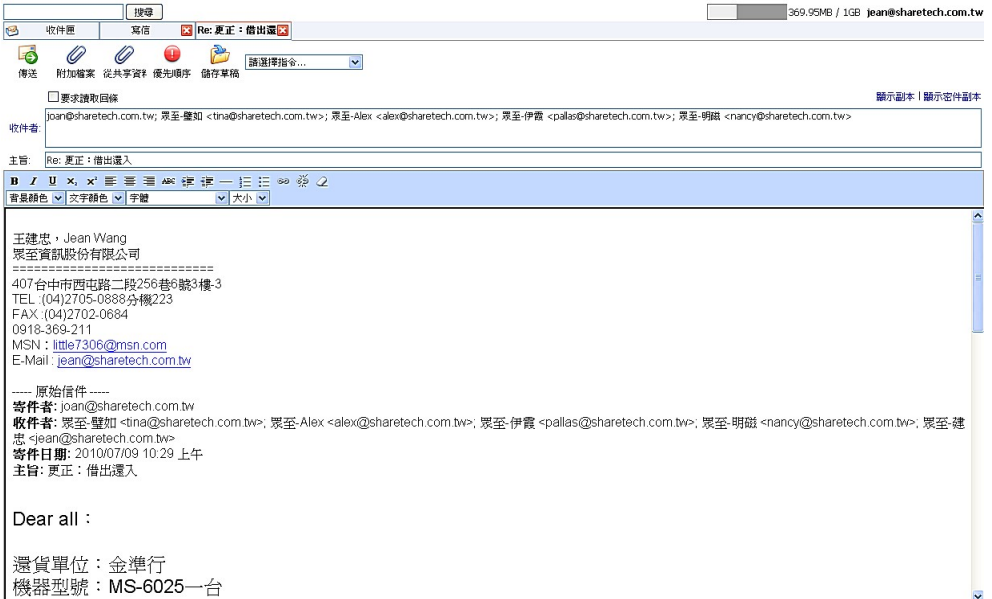 搜尋
369.95MB / 1GB jean@sharetech.com.tw
收件匣 寫信 Re: 更正：借出還
傳送 附加檔案 從共享資料 優先順序 儲存草稿 請選擇指令...
要求讀取回條 顯示副本 | 顯示密件副本
收件者: joan@sharetech.com.tw; 眾至-璧如 <tina@sharetech.com.tw>; 眾至-Alex <alex@sharetech.com.tw>; 眾至-伊霞 <pallas@sharetech.com.tw>; 眾至-明磁 <nancy@sharetech.com.tw>
主旨: Re: 更正：借出還入
B I U X₂ X² ABC
背景顏色 文字顏色 字體 大小
王建忠，Jean Wang
眾至資訊股份有限公司
============================
407台中市西屯路二段256巷6號3樓-3
TEL :(04)2705-0888分機223
FAX :(04)2702-0684
0918-369-211
MSN：little7306@msn.com
E-Mail : jean@sharetech.com.tw
----- 原始信件 -----
寄件者: joan@sharetech.com.tw
收件者: 眾至-璧如 <tina@sharetech.com.tw>; 眾至-Alex <alex@sharetech.com.tw>; 眾至-伊霞 <pallas@sharetech.com.tw>; 眾至-明磁 <nancy@sharetech.com.tw>; 眾至-建
忠 <jean@sharetech.com.tw>
寄件日期: 2010/07/09 10:29 上午
主旨: 更正：借出還入
Dear all：
還貨單位：金準行
機器型號：MS-6025一台